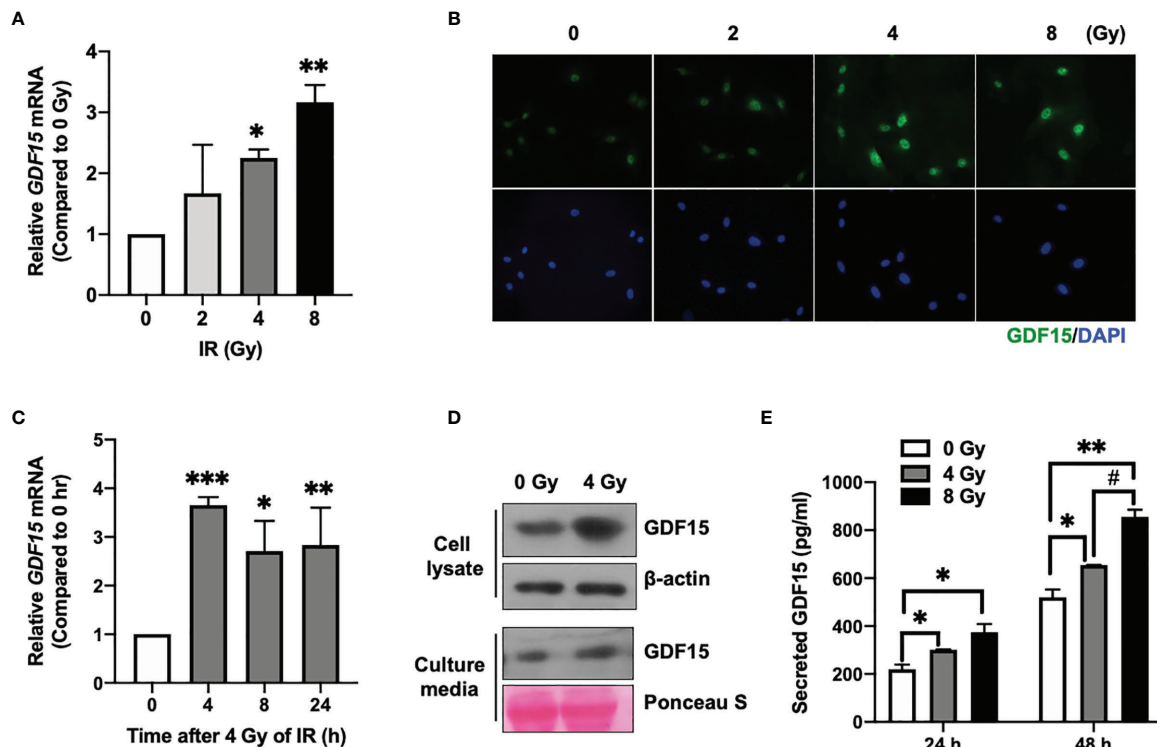 A
Relative GDF15 mRNA
(Compared to 0 Gy)
4
3
2
1
0
*
**
0 2 4 8
IR (Gy)
B
0 2 4 8 (Gy)
GDF15/DAPI
C
Relative GDF15 mRNA
(Compared to 0 hr)
5
4
3
2
1
0
***
*
**
0 4 8 24
Time after 4 Gy of IR (h)
D
0 Gy 4 Gy
Cell
lysate
GDF15
β-actin
Culture
media
GDF15
Ponceau S
E
0 Gy
4 Gy
8 Gy
Secreted GDF15 (pg/ml)
1000
800
600
400
200
0
*
*
*
**
#
24 h 48 h